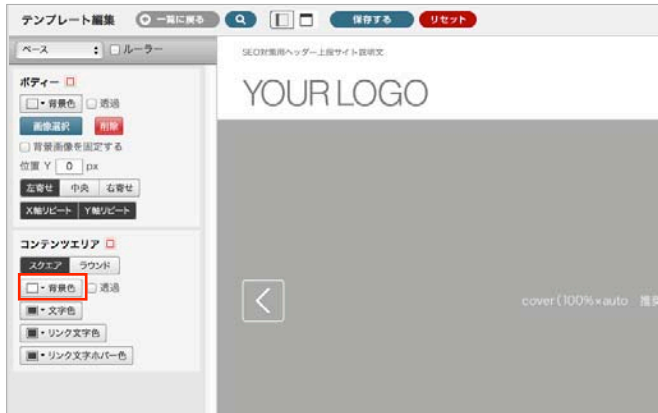 テンプレート編集 一覧に戻る 保存する リセット
ベース ルーラー
SEO対策用ヘッダー上段サイト説明文
YOUR LOGO
ボディー
背景色 透過
画像選択 削除
背景画像を固定する
位置 Y 0 px
左寄せ 中央 右寄せ
X軸リピート Y軸リピート
コンテンツエリア
スクエア ラウンド
背景色 透過
文字色
リンク文字色
リンク文字ホバー色
cover(100%×auto 推奨